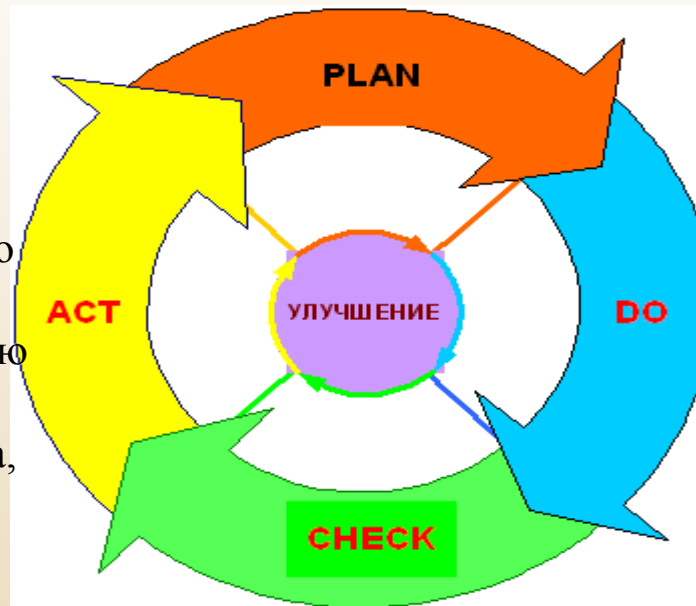 PLAN
о
УЛУЧШЕНИЕ
ACT
DO
ю
а,
CHECK